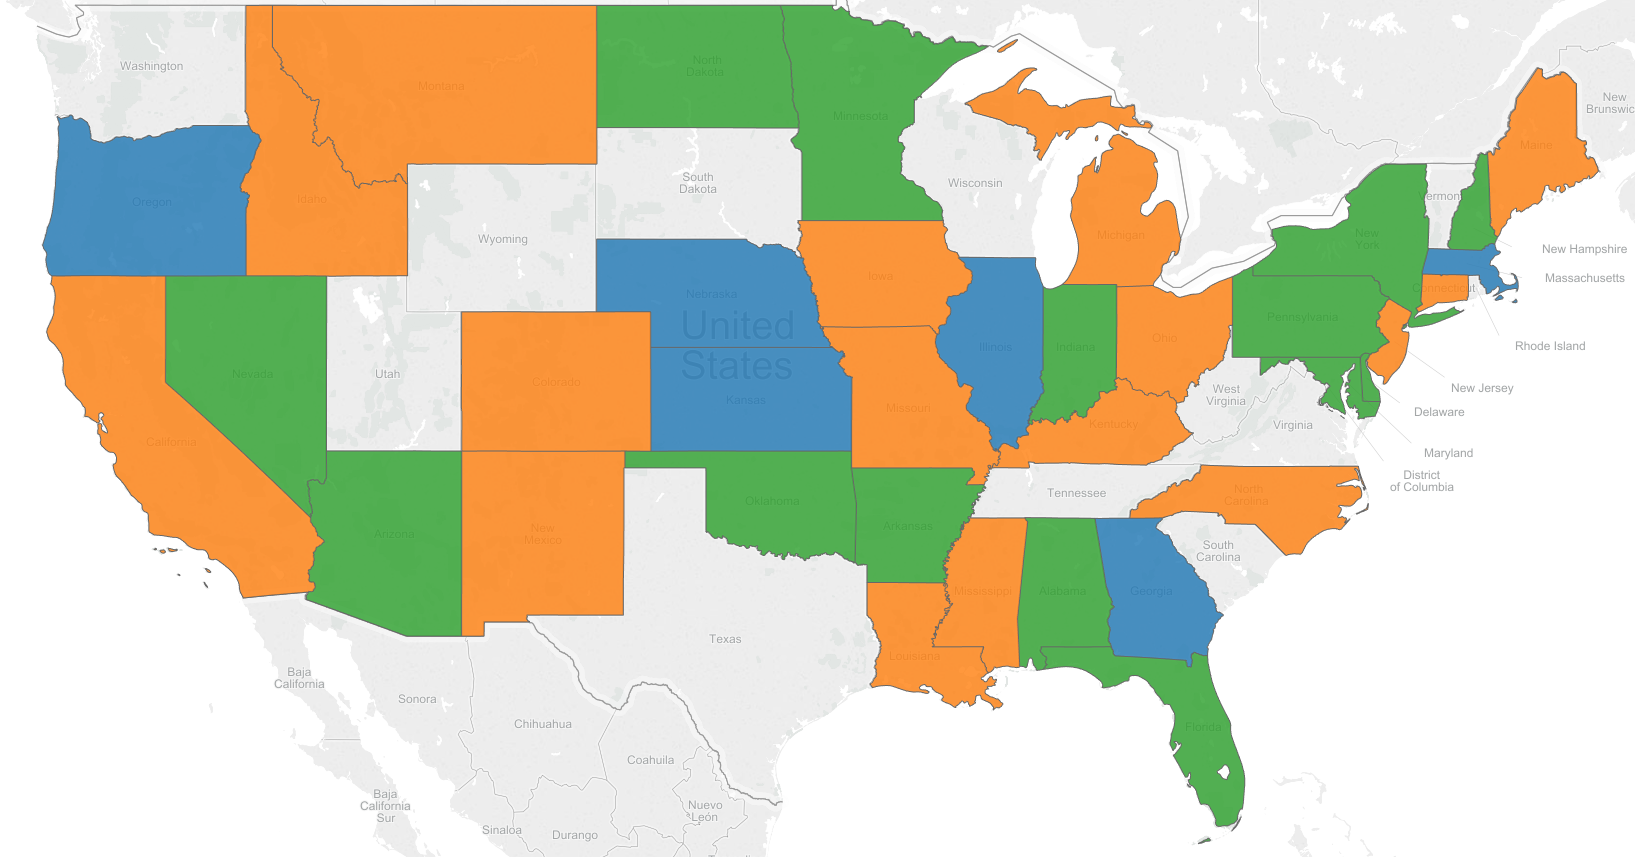 Washington
Montana
North
Dakota
Minnesota
New
Brunswic
Maine
Oregon
Idaho
South
Dakota
Wisconsin
Vermont
Wyoming
Michigan
New
York
New Hampshire
Massachusetts
Iowa
Nebraska
Connecticut
United
States
Pennsylvania
Rhode Island
Nevada
Utah
Colorado
Kansas
Illinois
Indiana
Ohio
West
Virginia
New Jersey
Delaware
California
Missouri
Kentucky
Virginia
Maryland
District
of Columbia
Arizona
New
Mexico
Oklahoma
Arkansas
Tennessee
North
Carolina
South
Carolina
Mississippi
Alabama
Georgia
Texas
Louisiana
Baja
California
Sonora
Chihuahua
Florida
Coahuila
Baja
California
Sur
Sinaloa
Durango
Nuevo
León